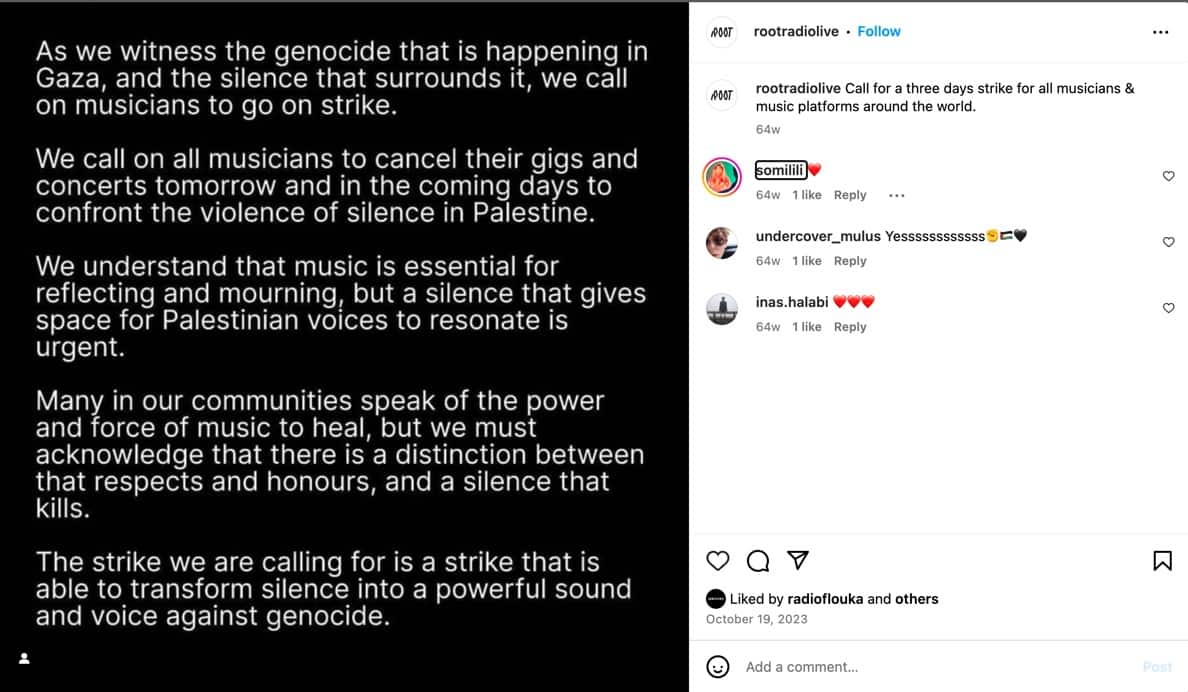 As we witness the genocide that is happening in
Gaza, and the silence that surrounds it, we call
on musicians to go on strike.
We call on all musicians to cancel their gigs and
concerts tomorrow and in the coming days to
confront the violence of silence in Palestine.
We understand that music is essential for
reflecting and mourning, but a silence that gives
space for Palestinian voices to resonate is
urgent.
Many in our communities speak of the power
and force of music to heal, but we must
acknowledge that there is a distinction between
that respects and honours, and a silence that
kills.
The strike we are calling for is a strike that is
able to transform silence into a powerful sound
and voice against genocide.
ROOT
rootradiolive • Follow
ROOT
rootradiolive Call for a three days strike for all musicians &
music platforms around the world.
64w
somilili❤️
64w 1 like Reply
undercover_mulus Yesssssssssssss✊🇵🇸🖤
64w 1 like Reply
inas.halabi ❤️❤️❤️
64w 1 like Reply
Liked by radioflouka and others
October 19, 2023
Add a comment...
Post